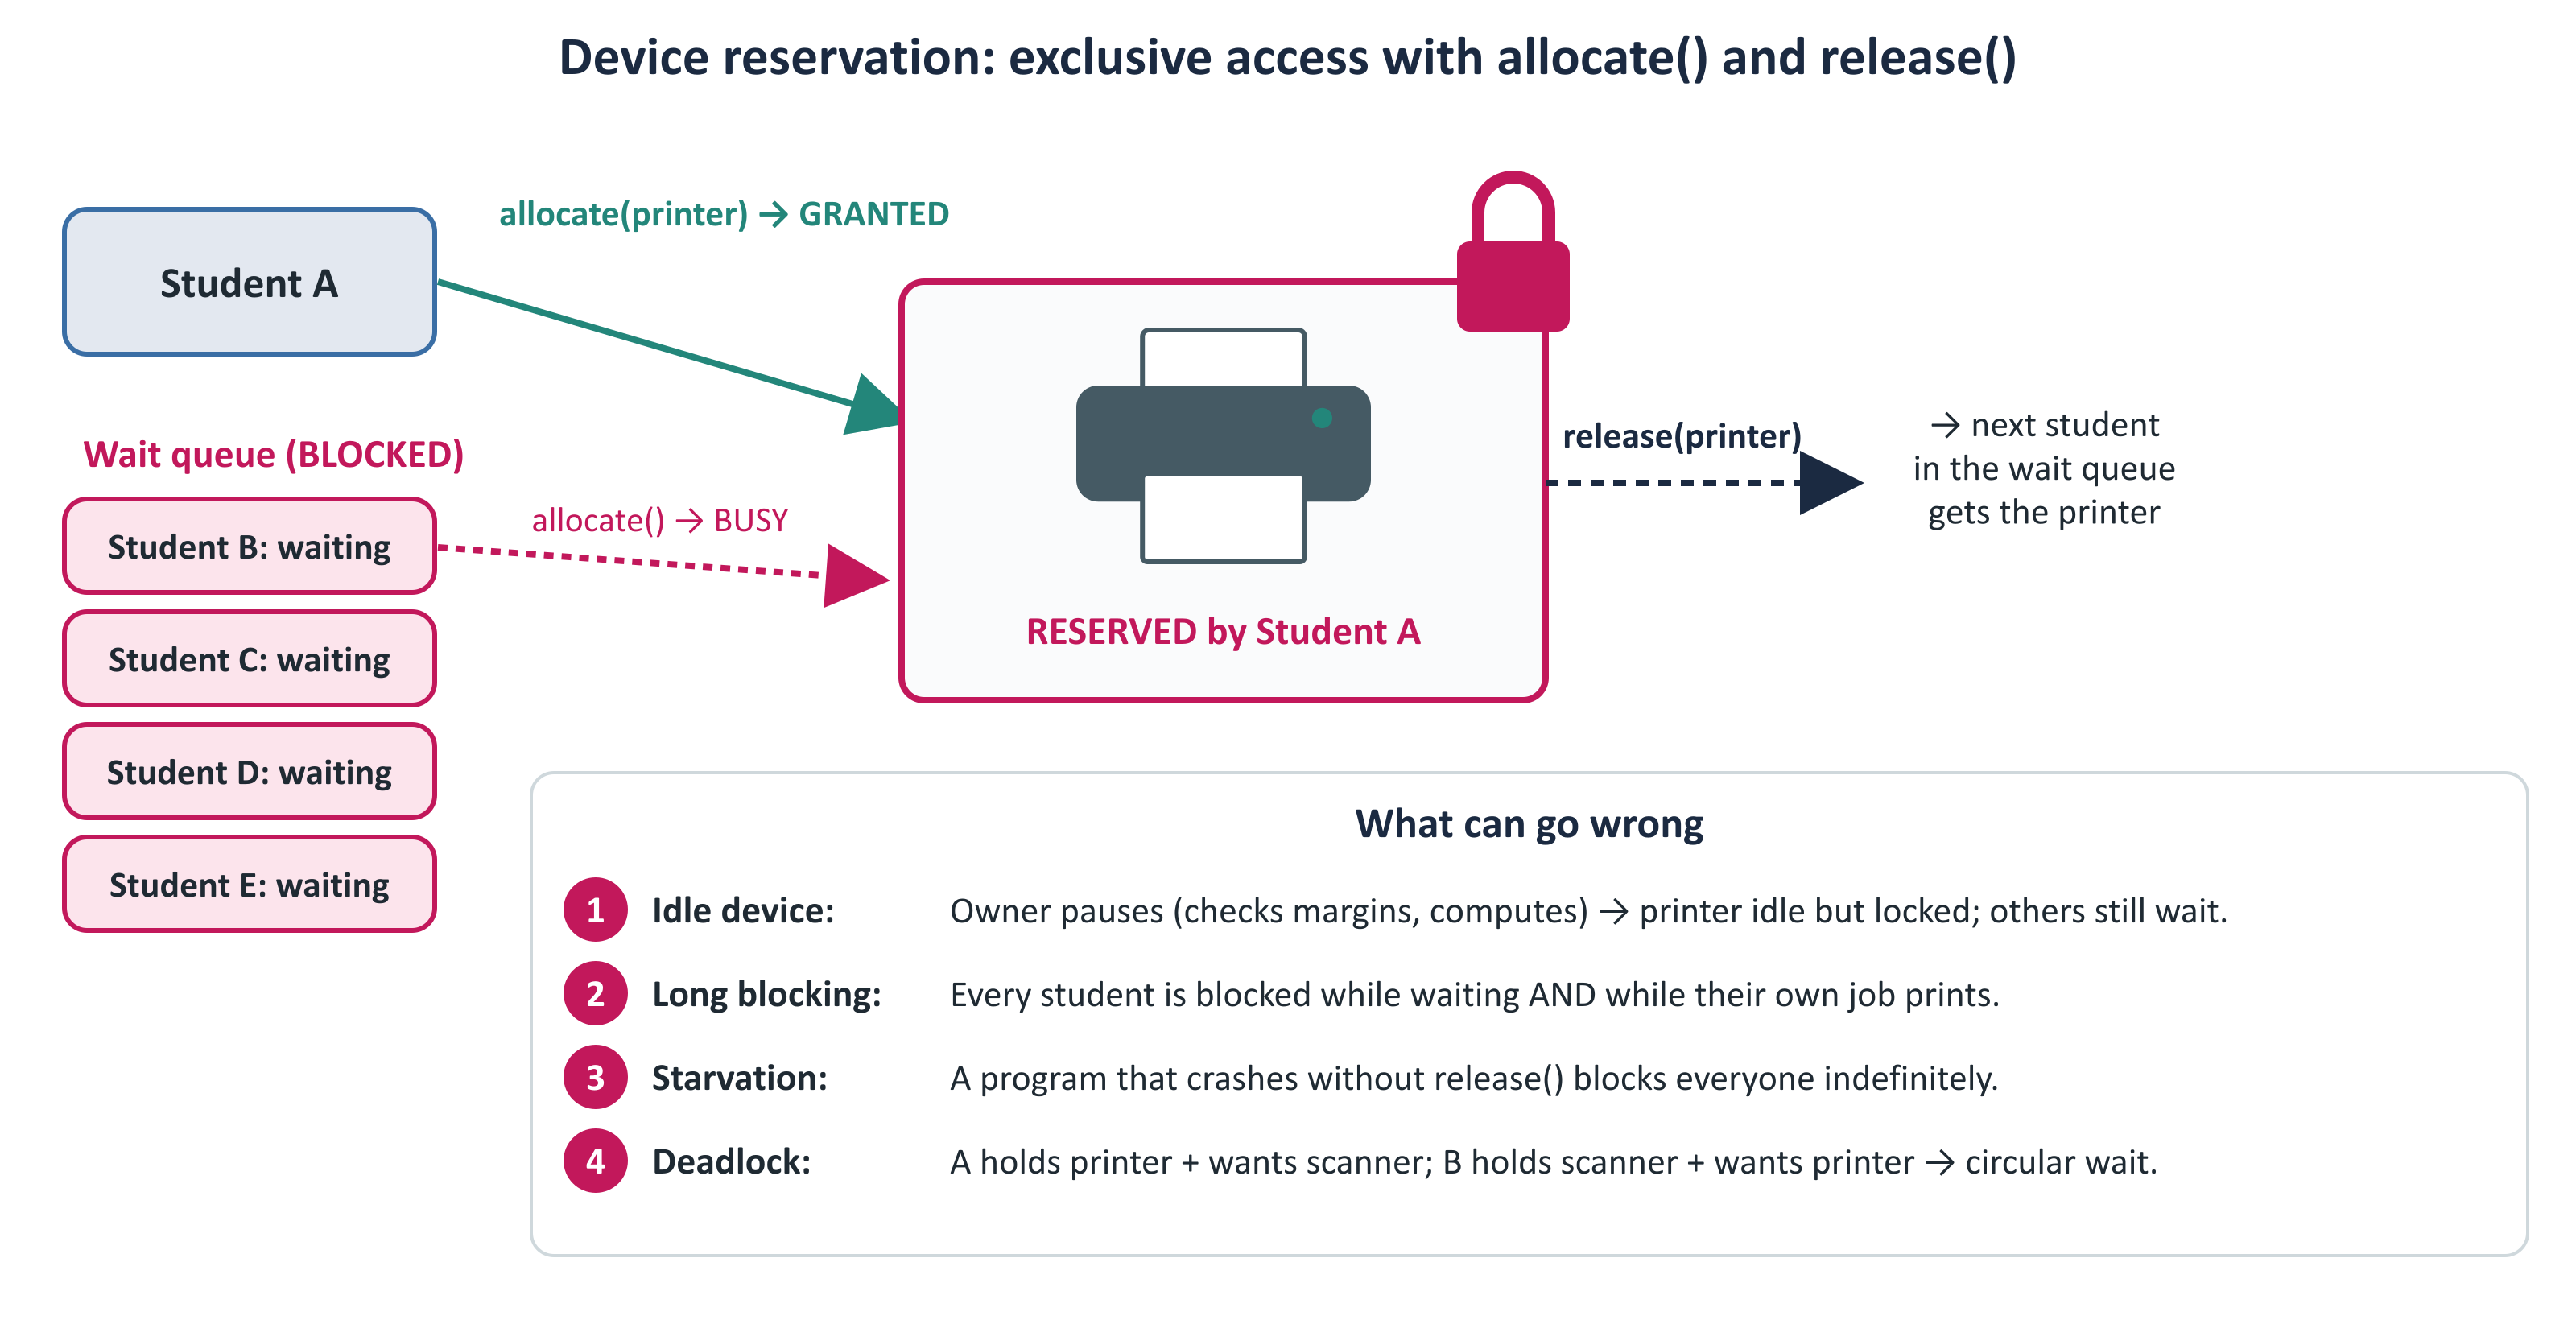 Device reservation: exclusive access with allocate() and release()
Student A
allocate(printer) → GRANTED
Wait queue (BLOCKED)
Student B: waiting
Student C: waiting
Student D: waiting
Student E: waiting
allocate() → BUSY
RESERVED by Student A
release(printer)
→ next student
in the wait queue
gets the printer
What can go wrong
1 Idle device: Owner pauses (checks margins, computes) → printer idle but locked; others still wait.
2 Long blocking: Every student is blocked while waiting AND while their own job prints.
3 Starvation: A program that crashes without release() blocks everyone indefinitely.
4 Deadlock: A holds printer + wants scanner; B holds scanner + wants printer → circular wait.